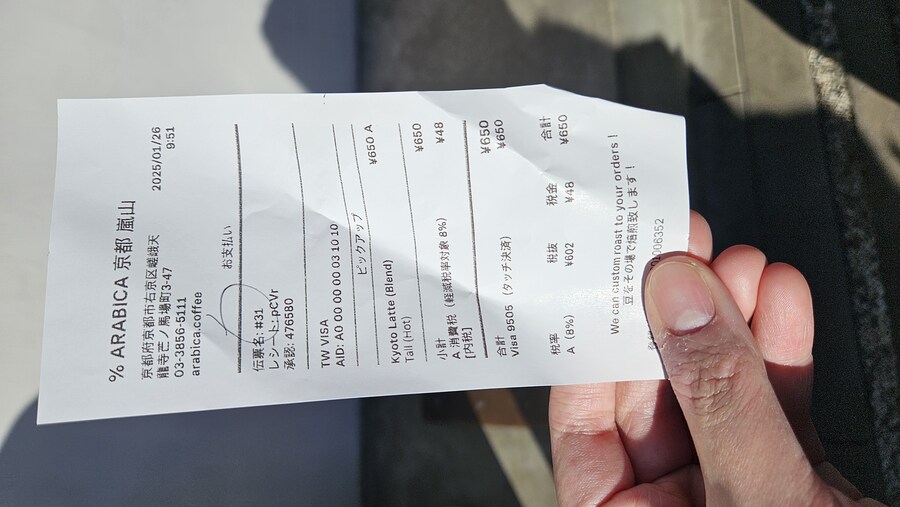 % ARABICA 京都 嵐山
京都府京都市右京区嵯峨天
龍寺芒ノ馬場町3-47
03-3856-5111
arabica.coffee
2025/01/26
9:51
お支払い
伝票名: #31
レシート: pCVr
承認: 476580
TW VISA
AID: A0 00 00 00 03 10 10
ピックアップ
Kyoto Latte (Blend) ¥650 A
Tall (Hot)
小計 ¥650
A 消費税 (軽減税率対象 8%) ¥48
[内税]
合計 ¥650
Visa 9505 (タッチ決済) ¥650
税率 税抜 税金 合計
A (8%) ¥602 ¥48 ¥650
We can custom roast to your orders!
豆をその場で焙煎致します!
006352